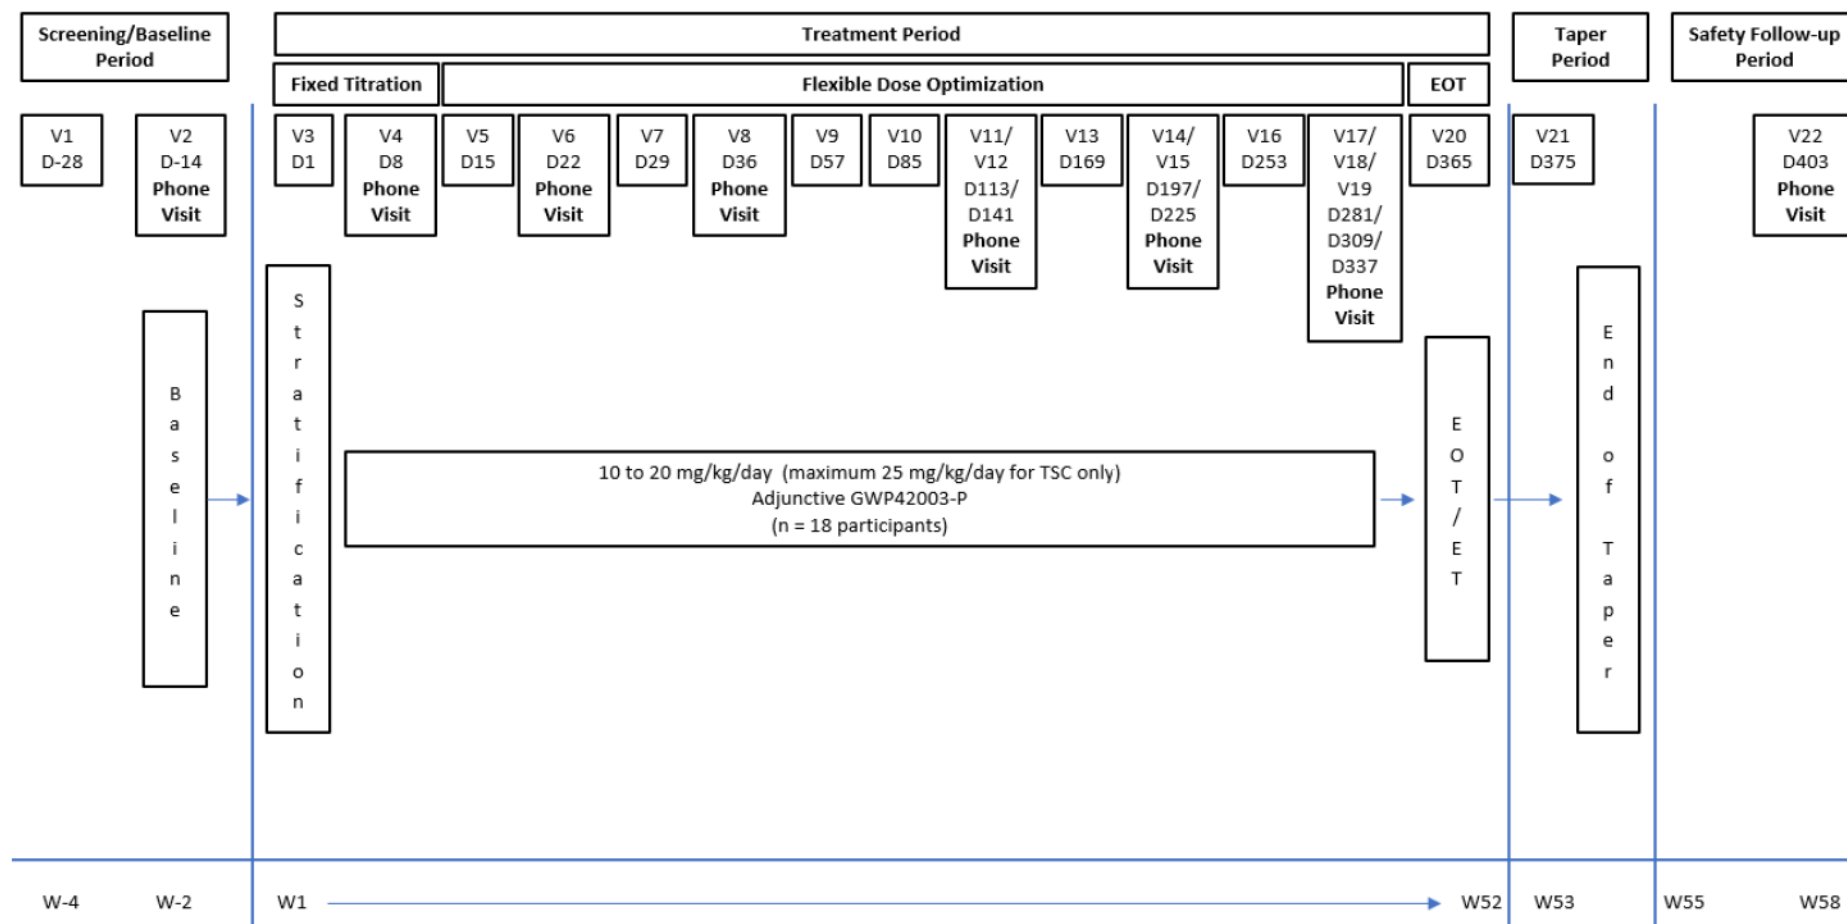 Screening/Baseline
Period
Treatment Period
Taper
Period
Safety Follow-up
Period
Fixed Titration
Flexible Dose Optimization
EOT
V1
D-28
V2
D-14
Phone
Visit
V3
D1
V4
D8
Phone
Visit
V5
D15
V6
D22
Phone
Visit
V7
D29
V8
D36
Phone
Visit
V9
D57
V10
D85
V11/
V12
D113/
D141
Phone
Visit
V13
D169
V14/
V15
D197/
D225
Phone
Visit
V16
D253
V17/
V18/
V19
D281/
D309/
D337
Phone
Visit
V20
D365
V21
D375
V22
D403
Phone
Visit
Baseline
Stratification
10 to 20 mg/kg/day (maximum 25 mg/kg/day for TSC only)
Adjunctive GWP42003-P
(n = 18 participants)
EOT/ET
End of Taper
W-4
W-2
W1
W52
W53
W55
W58